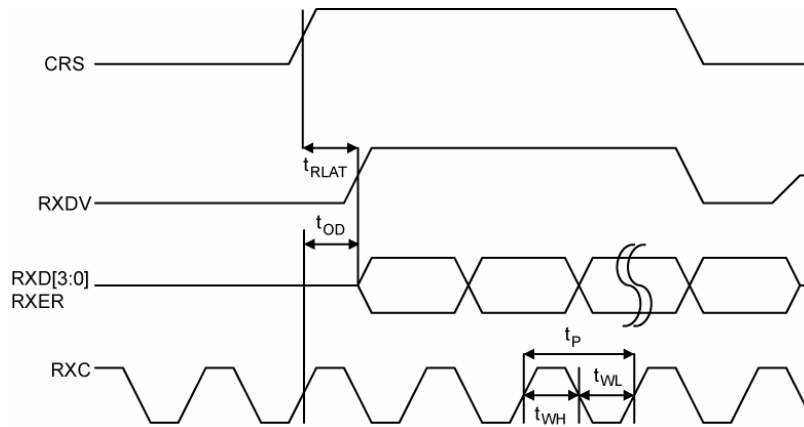 CRS
tRLAT
RXDV
tOD
RXD[3:0]
RXER
tP
RXC
tWL
tWH